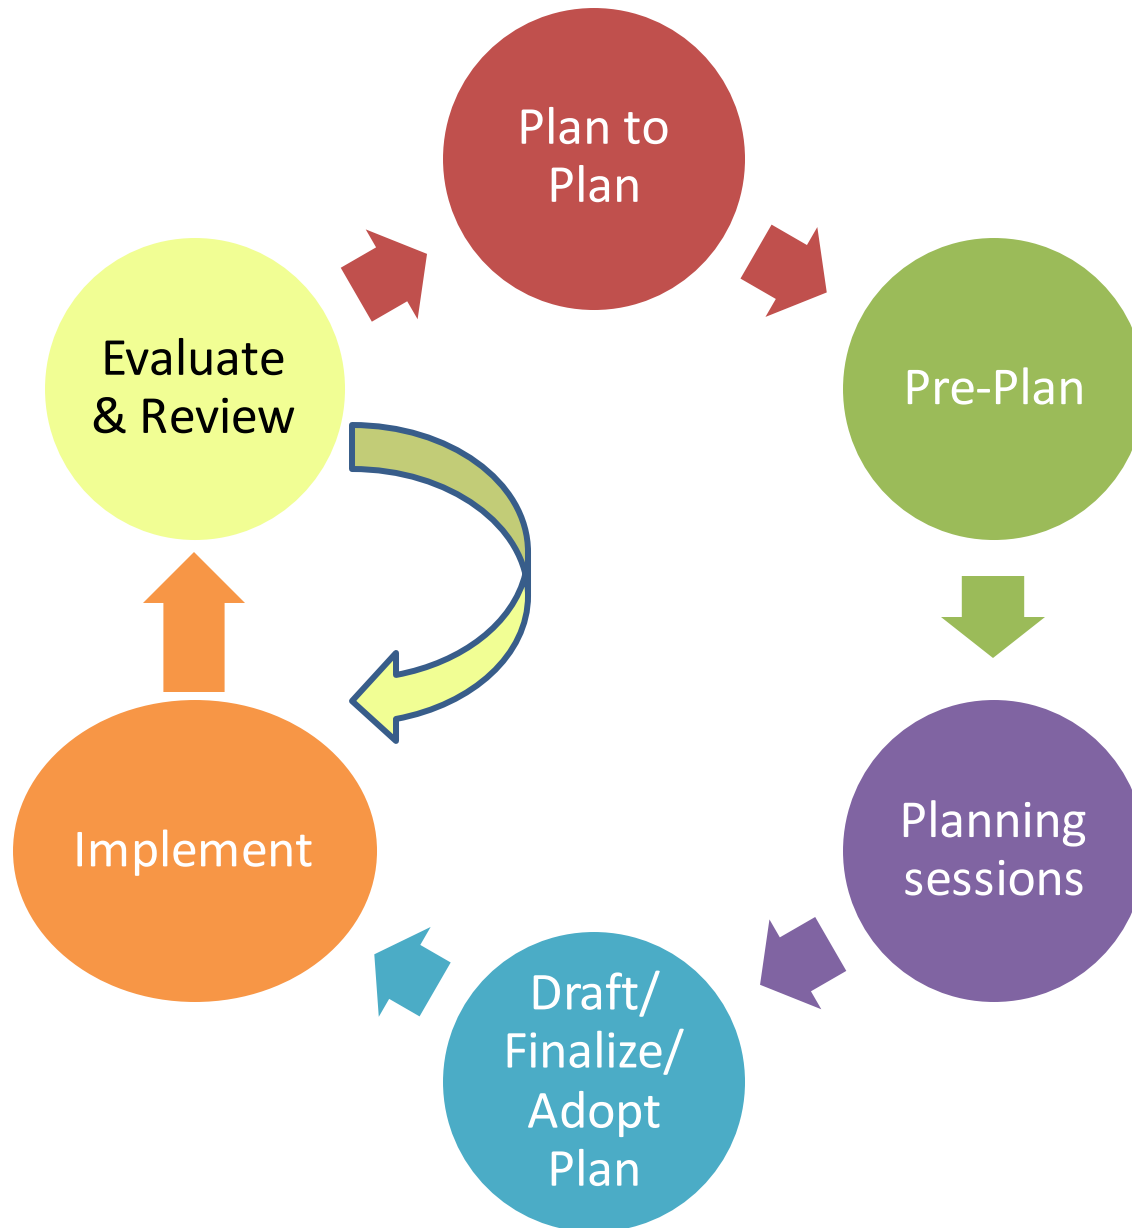 Plan to
Plan
Pre-Plan
Planning
sessions
Draft/
Finalize/
Adopt
Plan
Implement
Evaluate
& Review